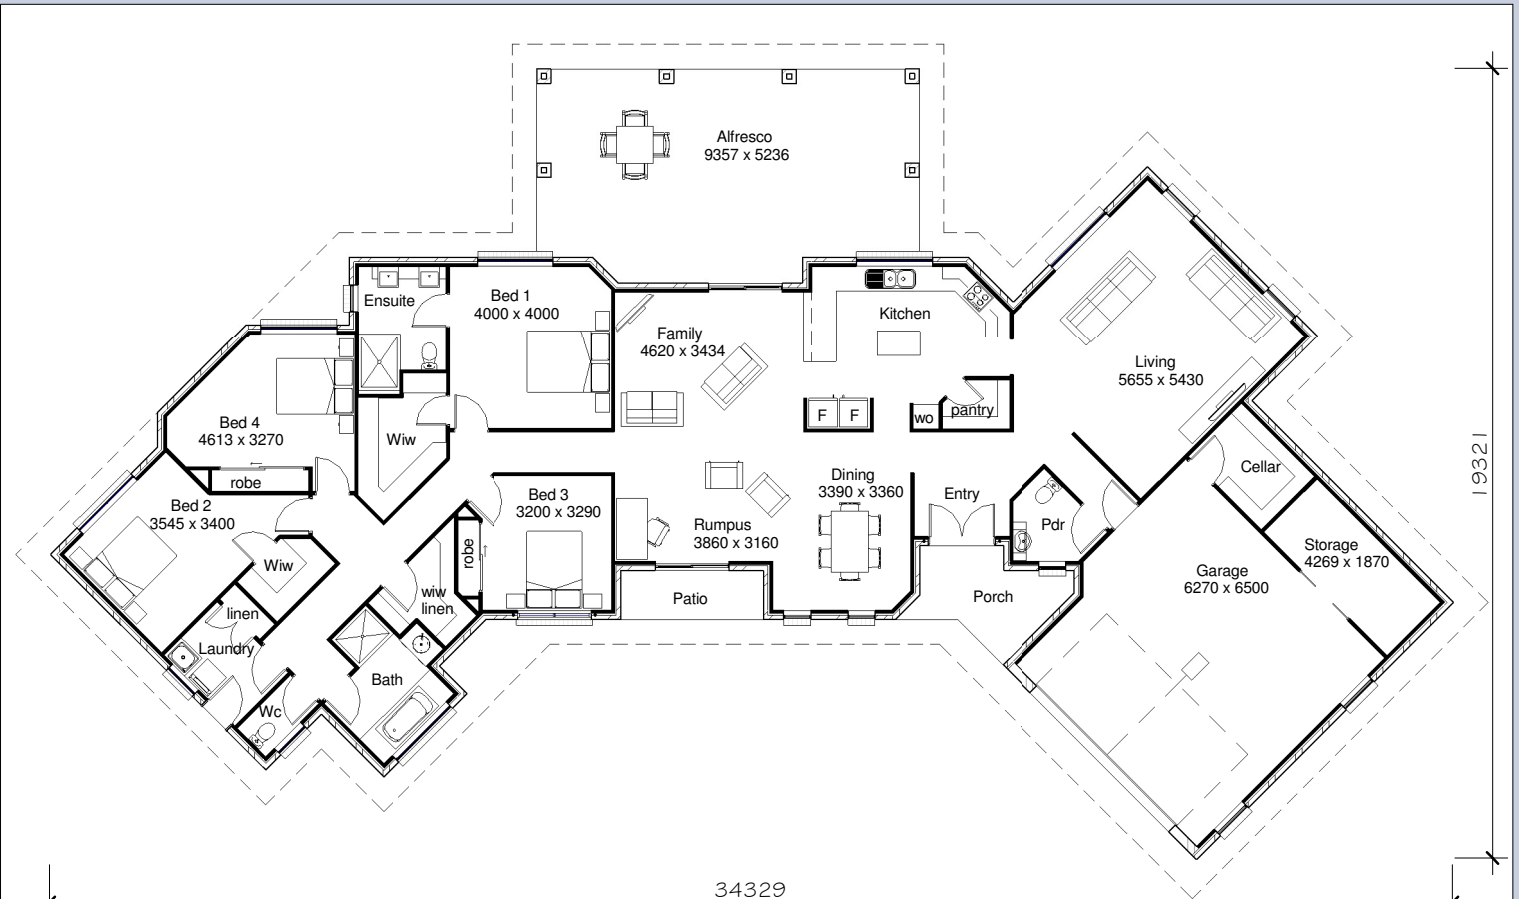 Alfresco
9357 x 5236
Ensuite
Bed 1
4000 x 4000
Family
4620 x 3434
Kitchen
Living
5655 x 5430
Bed 4
4613 x 3270
Wiw
F F
wo
pantry
robe
Cellar
19321
Bed 2
3545 x 3400
Bed 3
3200 x 3290
Dining
3390 x 3360
Entry
Rumpus
3860 x 3160
Pdr
Storage
4269 x 1870
robe
Wiw
Garage
6270 x 6500
wiw
linen
Patio
Porch
linen
Laundry
Bath
Wc
34329